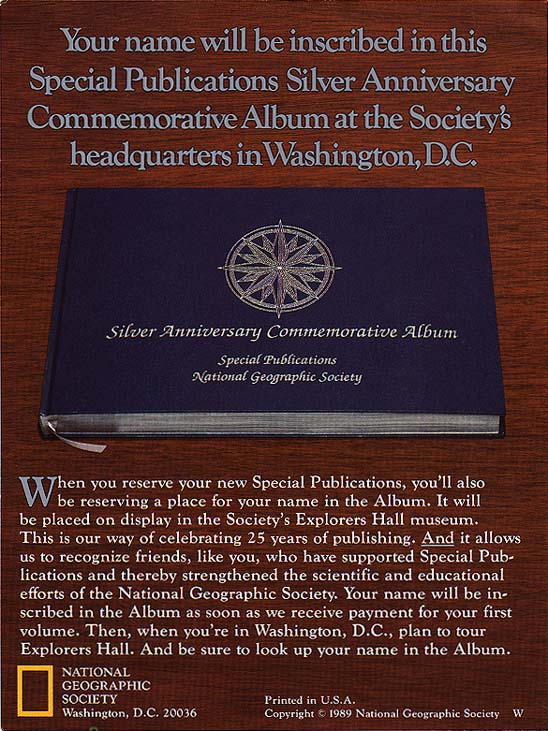 Your name will be inscribed in this
Special Publications Silver Anniversary
Commemorative Album at the Society's
headquarters in Washington, D.C.
Silver Anniversary Commemorative Album
Special Publications
National Geographic Society
When you reserve your new Special Publications, you'll also
be reserving a place for your name in the Album. It will
be placed on display in the Society's Explorers Hall museum.
This is our way of celebrating 25 years of publishing. And it allows
us to recognize friends, like you, who have supported Special Pub-
lications and thereby strengthened the scientific and educational
efforts of the National Geographic Society. Your name will be in-
scribed in the Album as soon as we receive payment for your first
volume. Then, when you're in Washington, D.C., plan to tour
Explorers Hall. And be sure to look up your name in the Album.
NATIONAL
GEOGRAPHIC
SOCIETY
Washington, D.C. 20036
Printed in U.S.A.
Copyright © 1989 National Geographic Society W